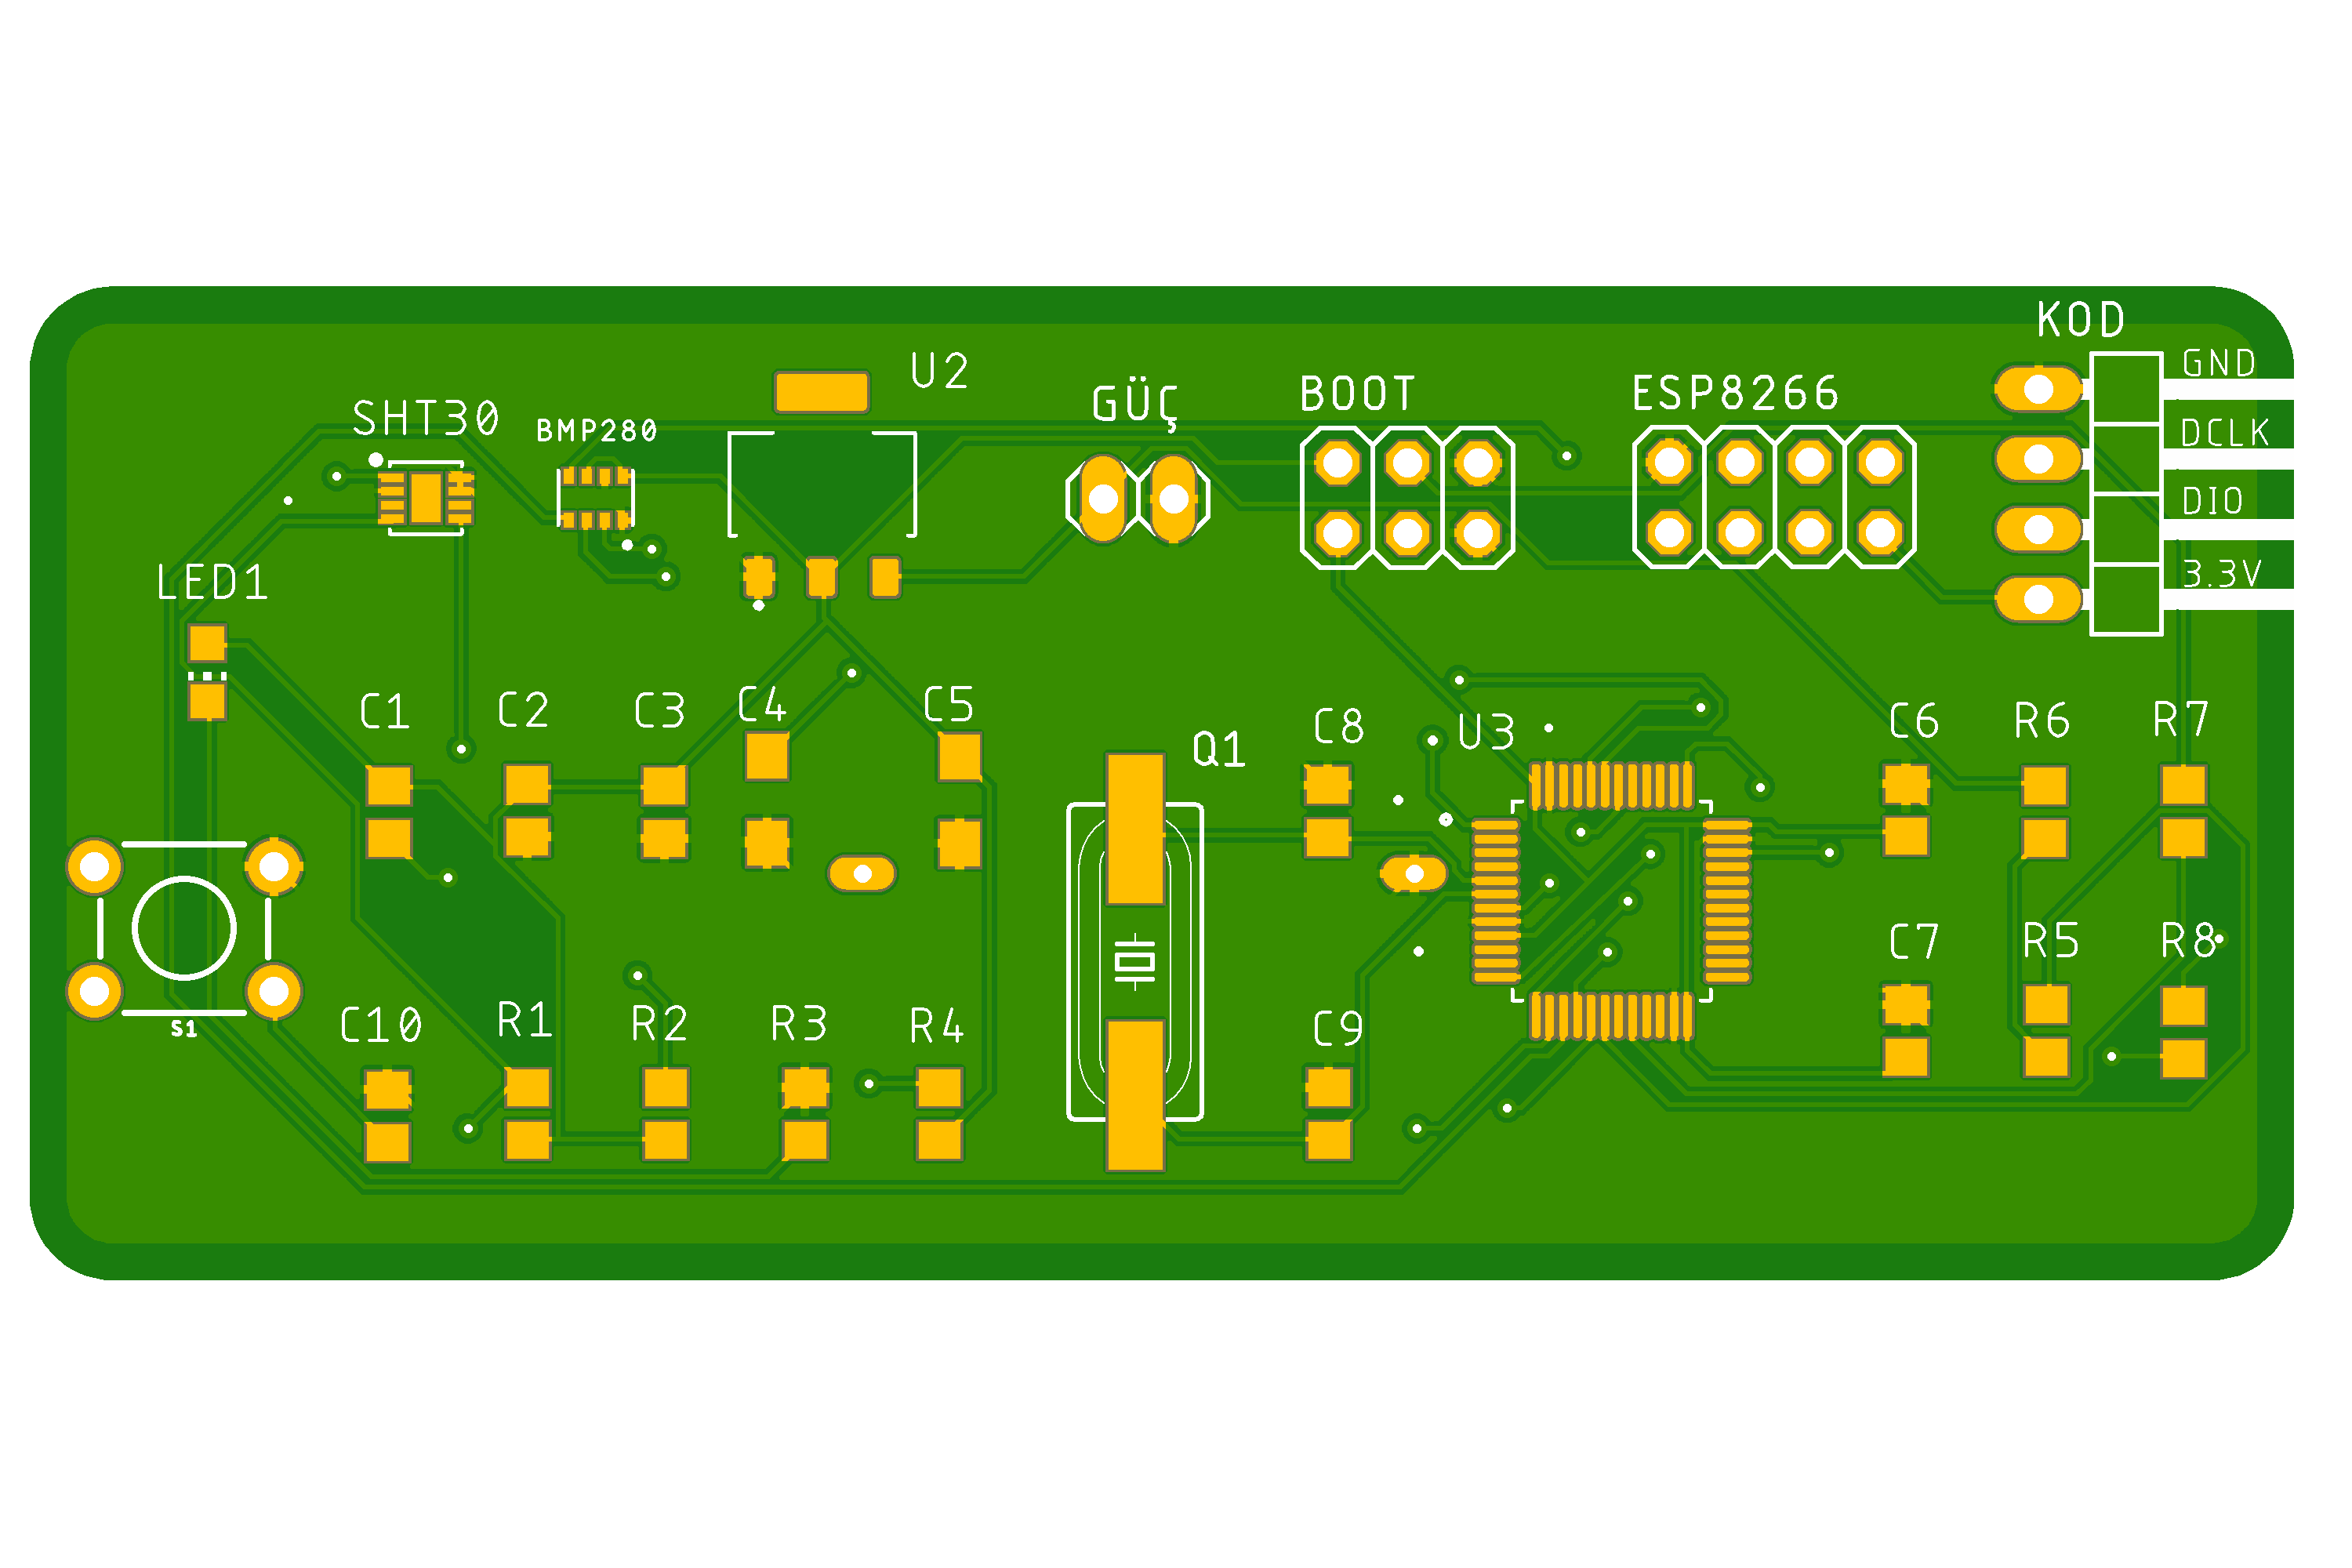 KOD
GND
U2
BOOT
ESP8266
GÜÇ
SHT30
BMP280
DCLK
DIO
LED1
3.3V
C1
C2
C3
C4
C5
Q1
C8
U3
C6
R6
R7
C7
R5
R8
S1
C10
R1
R2
R3
R4
C9